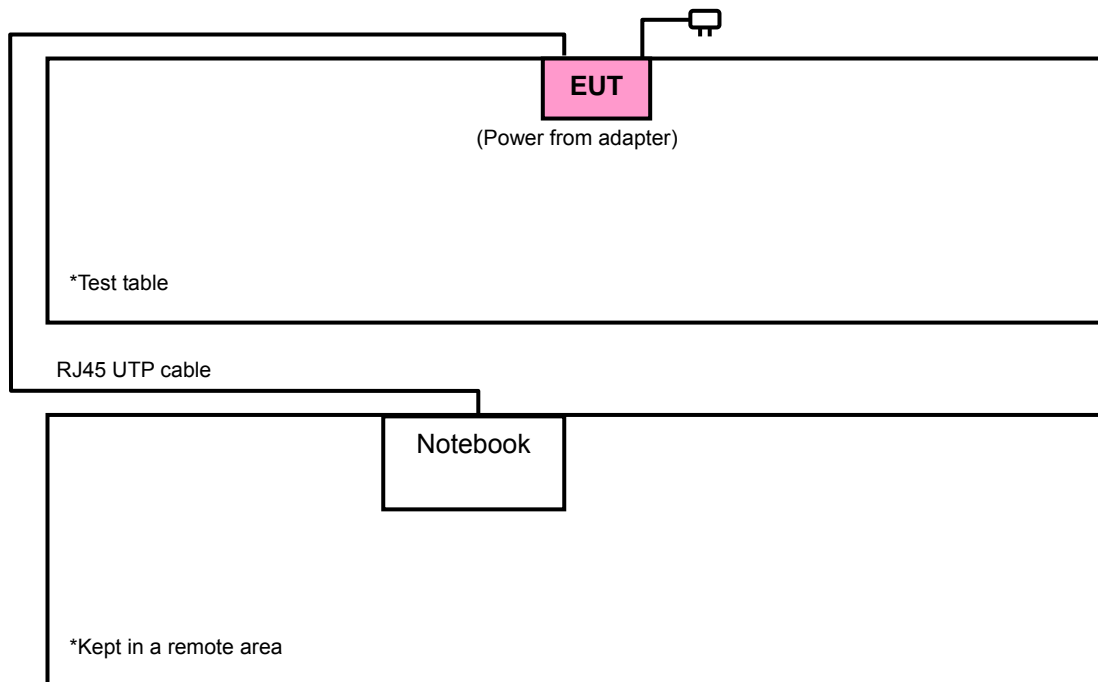 EUT
(Power from adapter)
*Test table
RJ45 UTP cable
Notebook
*Kept in a remote area